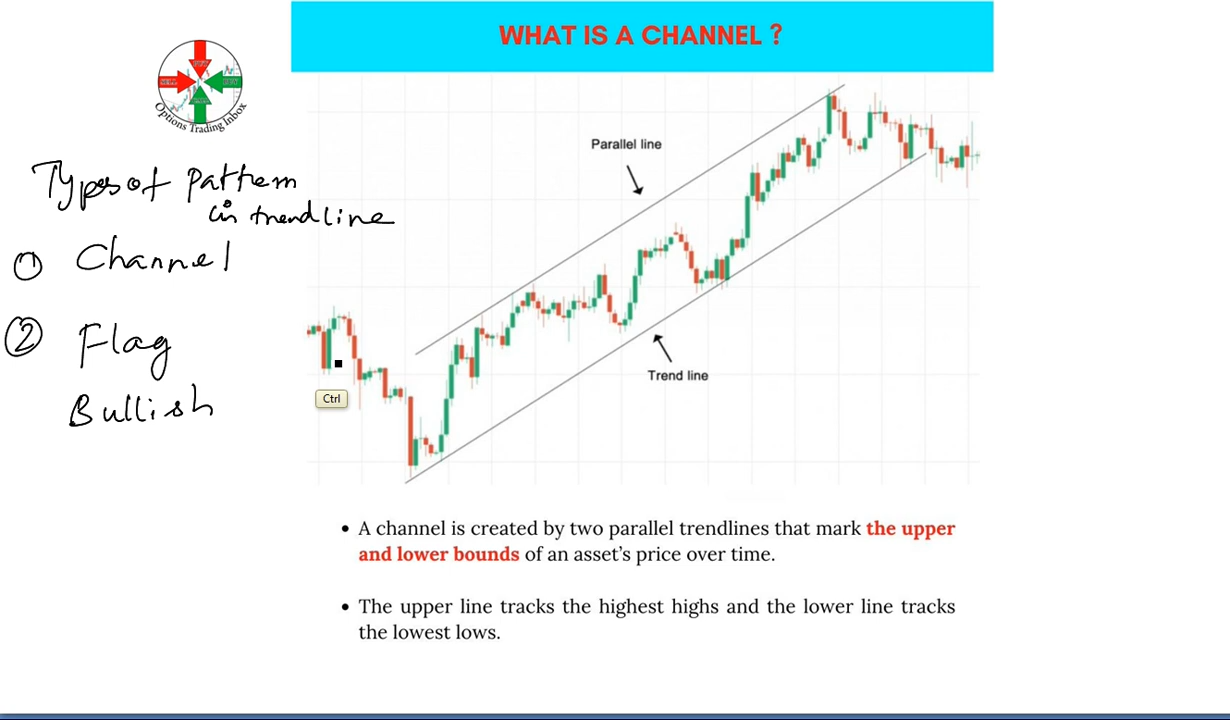 WHAT IS A CHANNEL ?
SELL
BUY
Options Trading Inbox
Types of pattern
in trendline
① Channel
② Flag
Bullish
Parallel line
Trend line
Ctrl
• A channel is created by two parallel trendlines that mark the upper
and lower bounds of an asset's price over time.
• The upper line tracks the highest highs and the lower line tracks
the lowest lows.